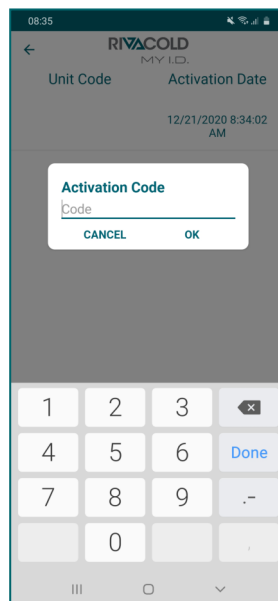 08:35
RIVACOLD
MY I.D.
Unit Code Activation Date
12/21/2020 8:34:02
AM
Activation Code
Code
CANCEL OK
1 2 3
4 5 6 Done
7 8 9 .-
0 ,